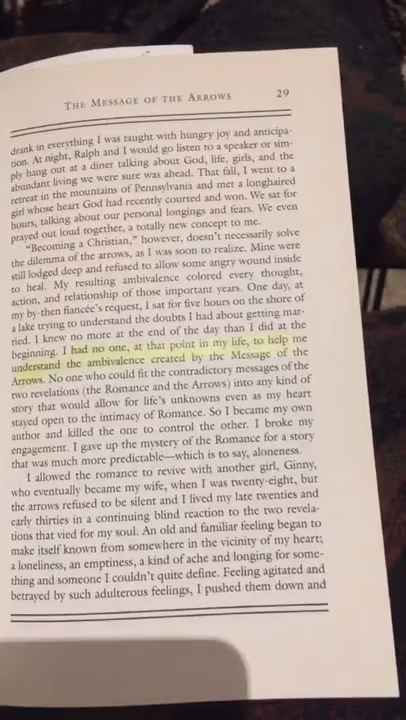 THE MESSAGE OF THE ARROWS 29
drank in everything I was taught with hungry joy and anticipa-
tion. At night, Ralph and I would go listen to a speaker or sim-
ply hang out at a diner talking about God, life, girls, and the
abundant living we were sure was ahead. That fall, I went to a
retreat in the mountains of Pennsylvania and met a longhaired
girl whose heart God had recently courted and won. We sat for
hours, talking about our personal longings and fears. We even
prayed out loud together, a totally new concept to me.
"Becoming a Christian," however, doesn't necessarily solve
the dilemma of the arrows, as I was soon to realize. Mine were
still lodged deep and refused to allow some angry wound inside
to heal. My resulting ambivalence colored every thought,
action, and relationship of those important years. One day, at
my by-then fiancée's request, I sat for five hours on the shore of
a lake trying to understand the doubts I had about getting mar-
ried. I knew no more at the end of the day than I did at the
beginning. I had no one, at that point in my life, to help me
understand the ambivalence created by the Message of the
Arrows. No one who could fit the contradictory messages of the
two revelations (the Romance and the Arrows) into any kind of
story that would allow for life's unknowns even as my heart
stayed open to the intimacy of Romance. So I became my own
author and killed the one to control the other. I broke my
engagement. I gave up the mystery of the Romance for a story
that was much more predictable—which is to say, aloneness.
I allowed the romance to revive with another girl, Ginny,
who eventually became my wife, when I was twenty-eight, but
the arrows refused to be silent and I lived my late twenties and
early thirties in a continuing blind reaction to the two revela-
tions that vied for my soul. An old and familiar feeling began to
make itself known from somewhere in the vicinity of my heart;
a loneliness, an emptiness, a kind of ache and longing for some-
thing and someone I couldn't quite define. Feeling agitated and
betrayed by such adulterous feelings, I pushed them down and